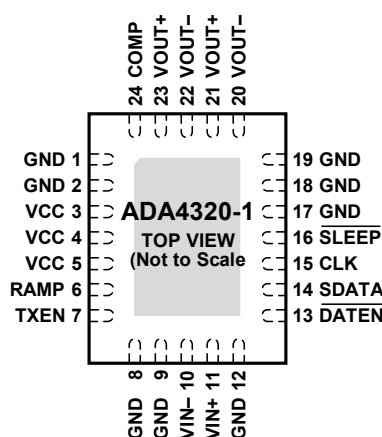 24 COMP
23 VOUT+
22 VOUT–
21 VOUT+
20 VOUT–
GND 1
GND 2
VCC 3
VCC 4
VCC 5
RAMP 6
TXEN 7
ADA4320-1
TOP VIEW
(Not to Scale
19 GND
18 GND
17 GND
16 SLEEP
15 CLK
14 SDATA
13 DATEN
GND 8
GND 9
VIN– 10
VIN+ 11
GND 12